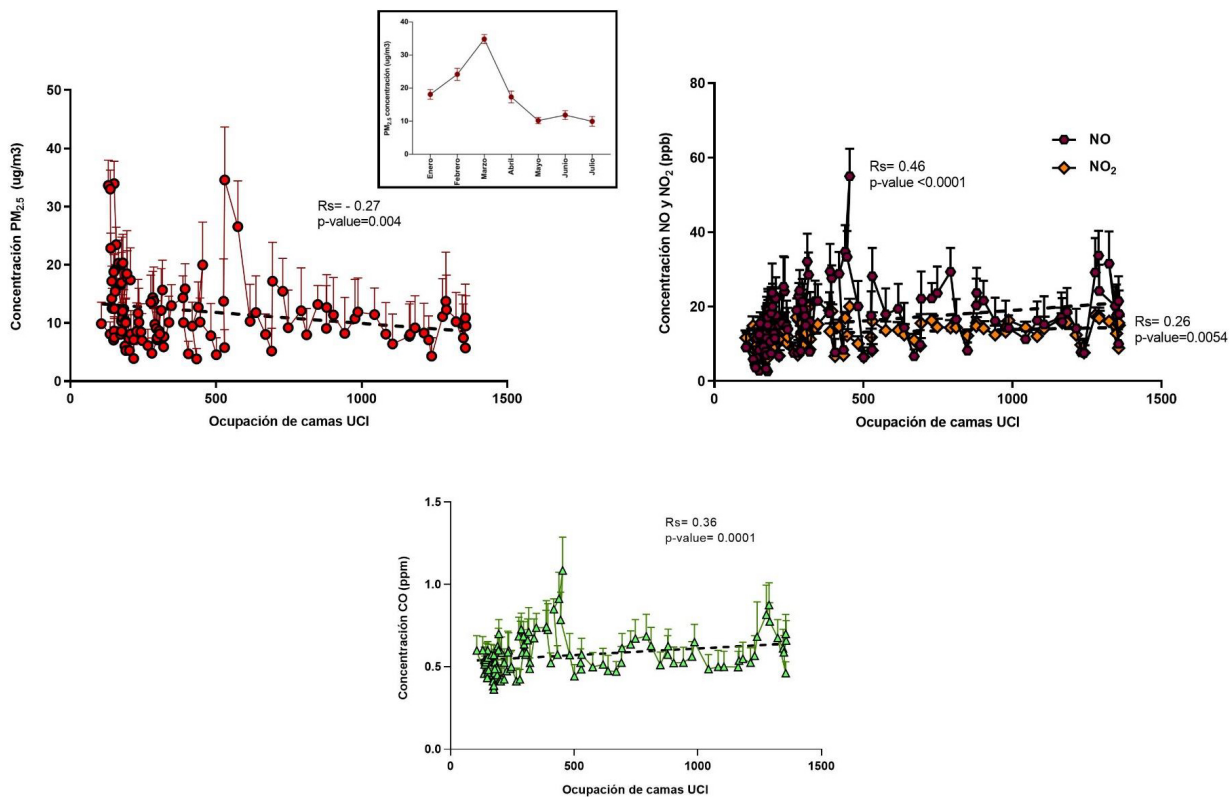 50
40
30
20
10
0
Concentración PM2.5 (ug/m3)
0
500
1000
1500
Ocupación de camas UCI
Rs= - 0.27
p-value=0.004
40
30
20
10
0
PM2.5 concentración (ug/m3)
Enero
Febrero
Marzo
Abril
Mayo
Junio
Julio
80
60
40
20
0
Concentración NO y NO2 (ppb)
0
500
1000
1500
Ocupación de camas UCI
Rs= 0.46
p-value <0.0001
NO
NO2
Rs= 0.26
p-value=0.0054
1.5
1.0
0.5
0.0
Concentración CO (ppm)
0
500
1000
1500
Ocupación de camas UCI
Rs= 0.36
p-value= 0.0001